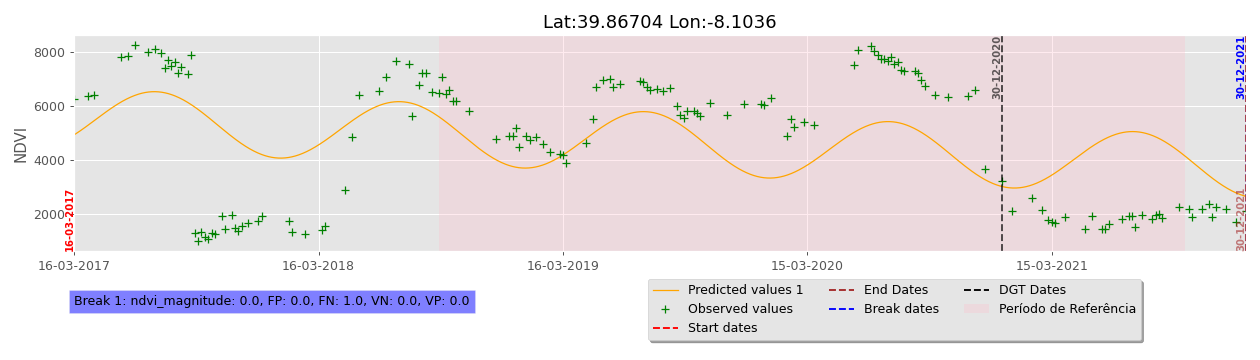 Lat:39.86704 Lon:-8.1036
NDVI
8000
6000
4000
2000
16-03-2017
30-12-2020
30-12-2021
30-12-2021
16-03-2017
16-03-2018
16-03-2019
15-03-2020
15-03-2021
Break 1: ndvi_magnitude: 0.0, FP: 0.0, FN: 1.0, VN: 0.0, VP: 0.0
Predicted values 1
Observed values
Start dates
End Dates
Break dates
DGT Dates
Período de Referência